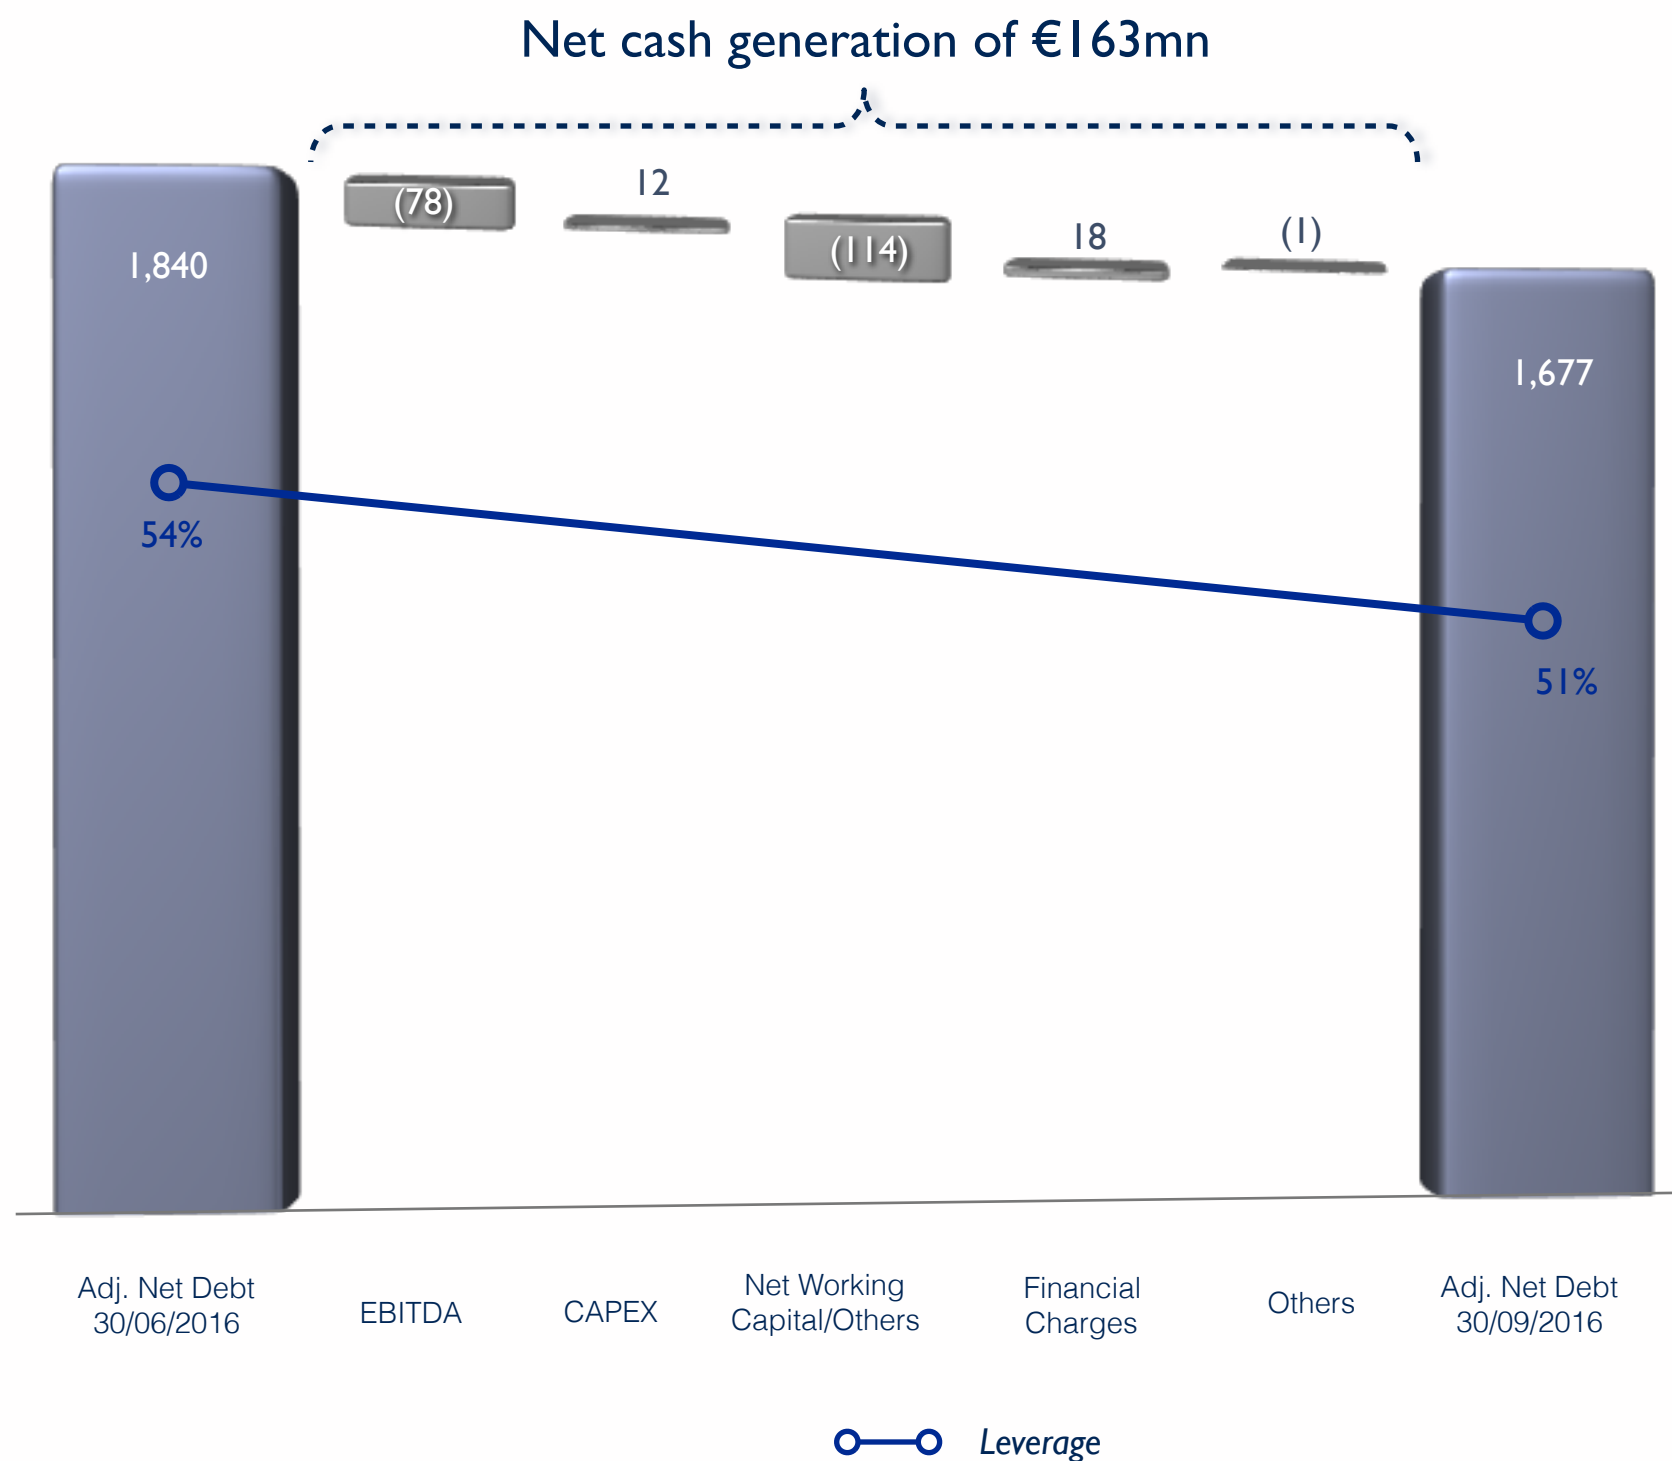 Net cash generation of €163mn
1,840
(78)
12
(114)
18
(1)
1,677
54%
51%
Adj. Net Debt
30/06/2016
EBITDA
CAPEX
Net Working
Capital/Others
Financial
Charges
Others
Adj. Net Debt
30/09/2016
Leverage